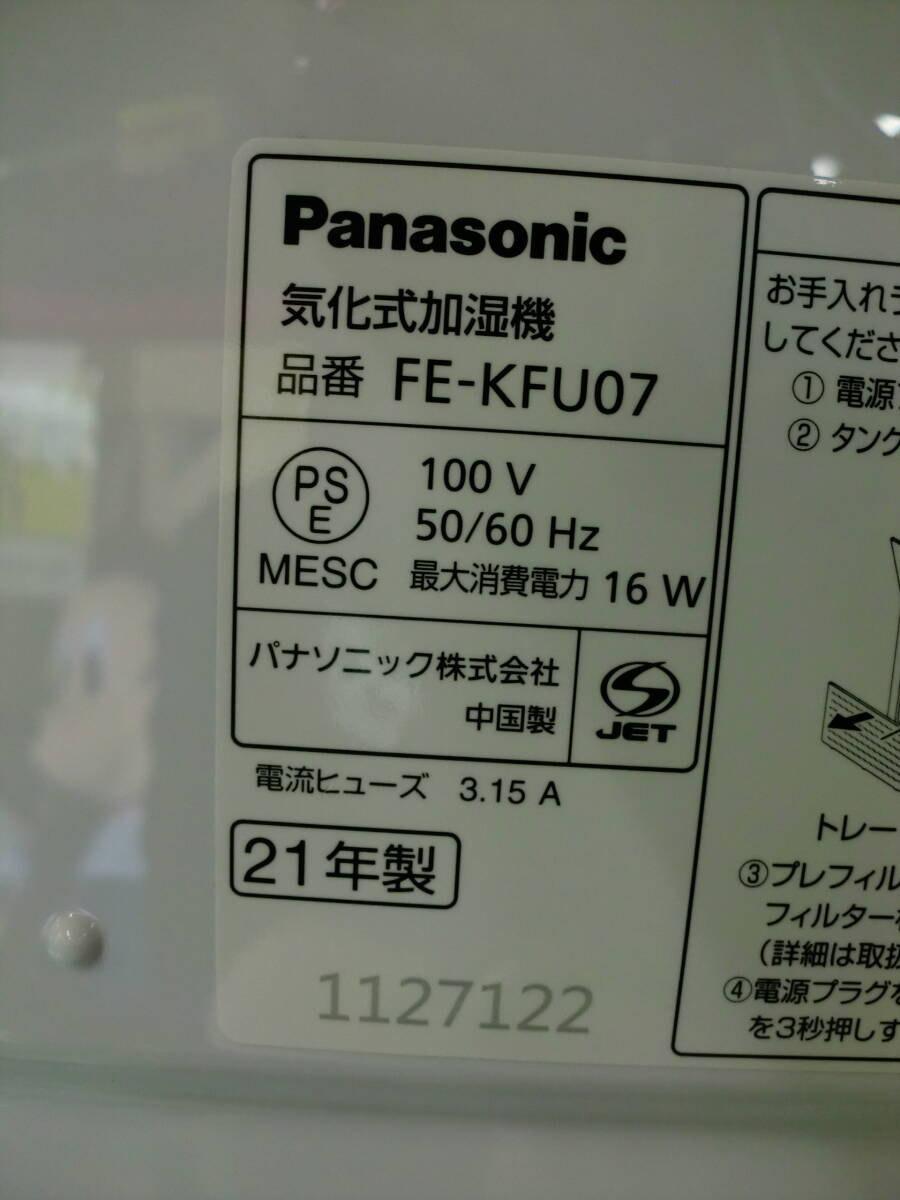 Panasonic
気化式加湿機
品番 FE-KFU07
PS
E
MESC
100 V
50/60 Hz
最大消費電力 16 W
パナソニック株式会社
中国製
JET
電流ヒューズ 3.15 A
21年製
1127122
お手入れラ
してくださ
① 電源
② タンク
トレー
③プレフィル
フィルター
(詳細は取扱
④電源プラグを
を3秒押しす